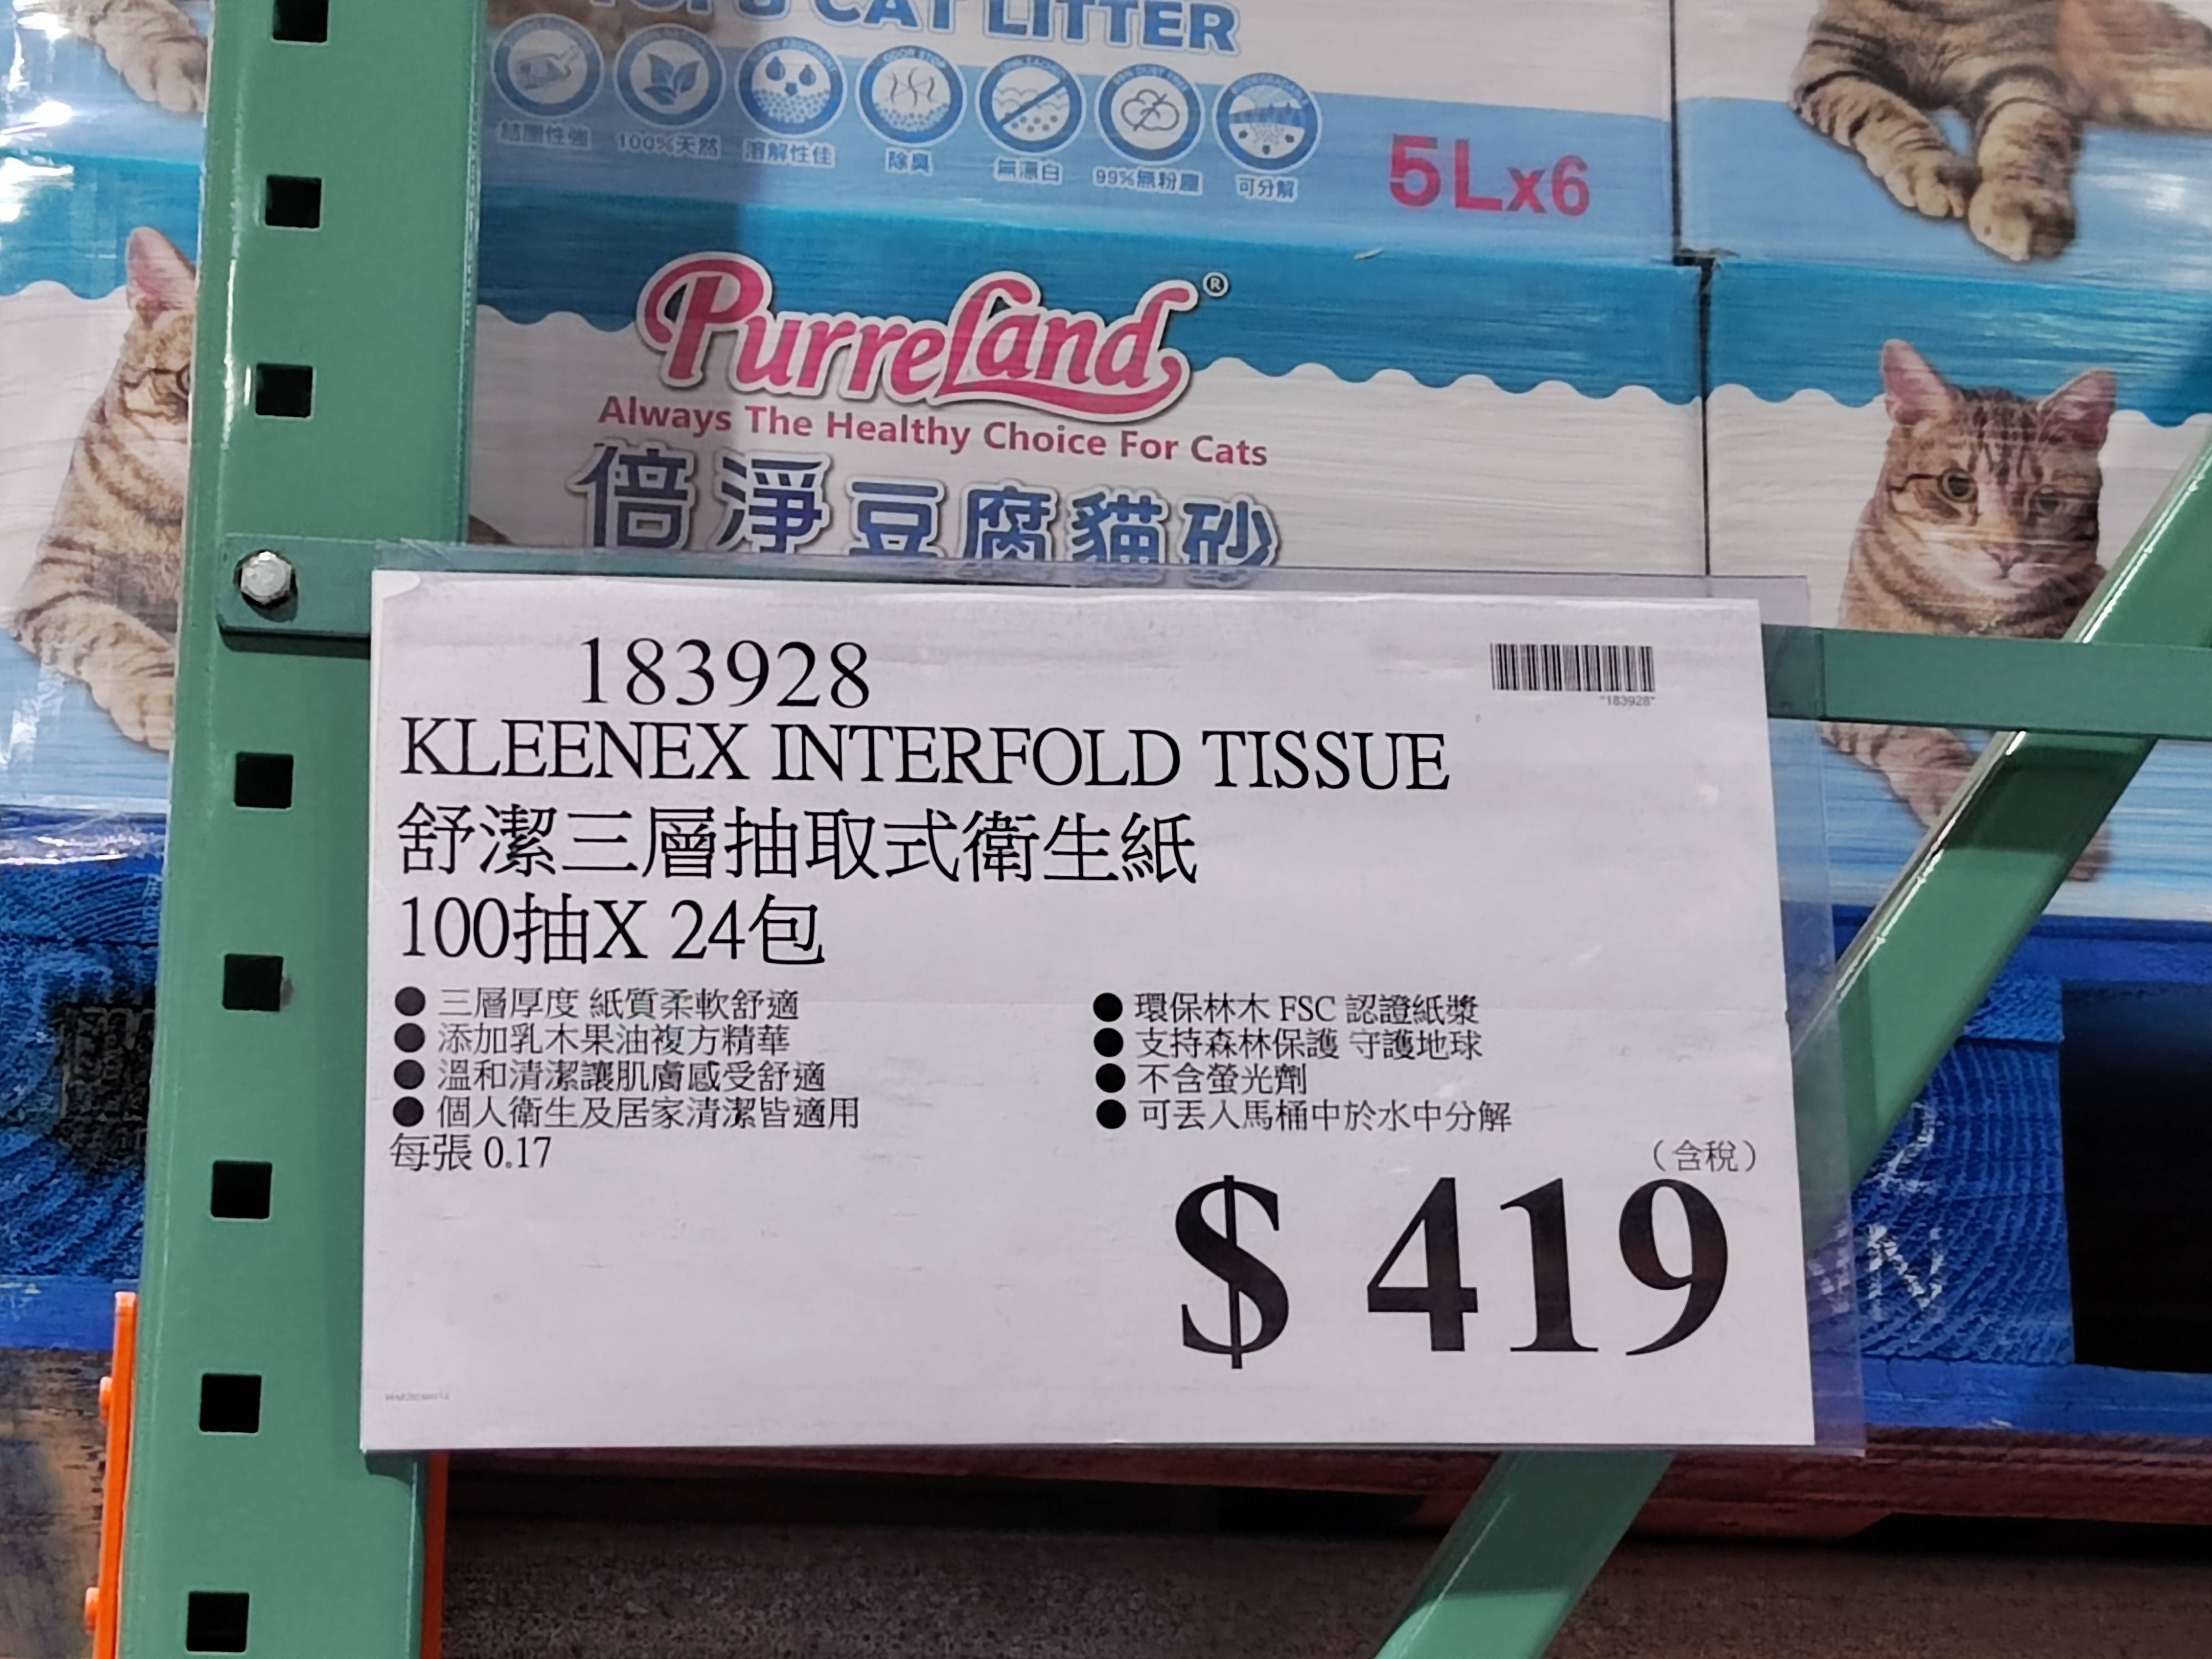 CAT LITTER
結團性強 100%天然 溶解性佳 除臭 無漂白 99%無粉塵 可分解
5Lx6
PurreLand®
Always The Healthy Choice For Cats
倍淨豆腐貓砂
183928
"183928"
KLEENEX INTERFOLD TISSUE
舒潔三層抽取式衛生紙
100抽X 24包
● 三層厚度 紙質柔軟舒適
● 添加乳木果油複方精華
● 溫和清潔讓肌膚感受舒適
● 個人衛生及居家清潔皆適用
● 環保林木 FSC 認證紙漿
● 支持森林保護 守護地球
● 不含螢光劑
● 可丟入馬桶中於水中分解
每張 0.17
（含稅）
$ 419